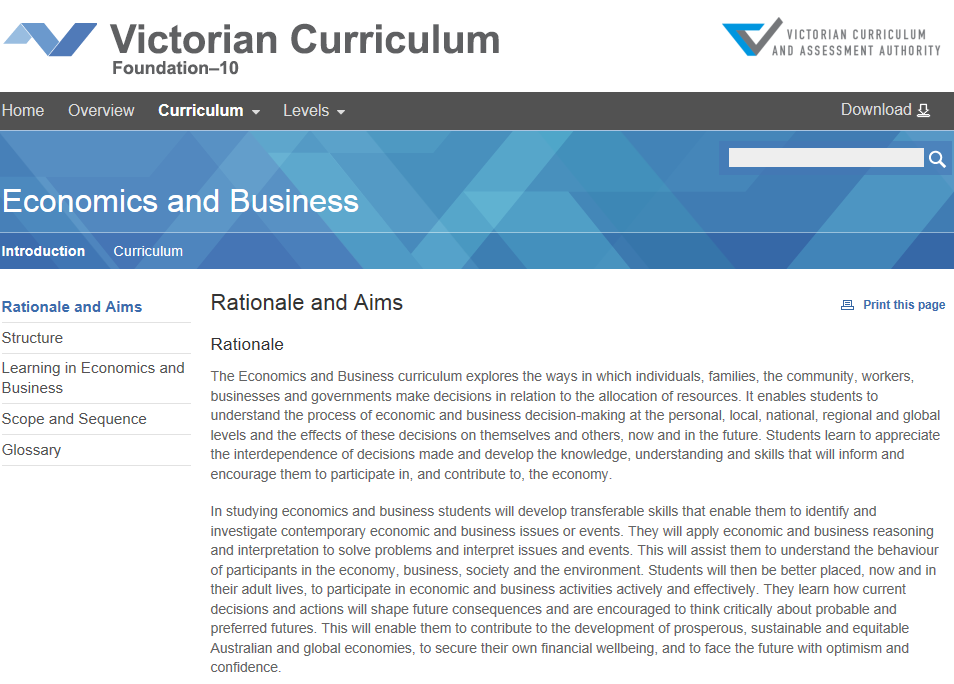 Victorian Curriculum
Foundation–10
VICTORIAN CURRICULUM
AND ASSESSMENT AUTHORITY
Home Overview Curriculum Levels Download
Economics and Business
Introduction Curriculum
Rationale and Aims
Structure
Learning in Economics and
Business
Scope and Sequence
Glossary
Rationale and Aims
Print this page
Rationale
The Economics and Business curriculum explores the ways in which individuals, families, the community, workers,
businesses and governments make decisions in relation to the allocation of resources. It enables students to
understand the process of economic and business decision-making at the personal, local, national, regional and global
levels and the effects of these decisions on themselves and others, now and in the future. Students learn to appreciate
the interdependence of decisions made and develop the knowledge, understanding and skills that will inform and
encourage them to participate in, and contribute to, the economy.
In studying economics and business students will develop transferable skills that enable them to identify and
investigate contemporary economic and business issues or events. They will apply economic and business reasoning
and interpretation to solve problems and interpret issues and events. This will assist them to understand the behaviour
of participants in the economy, business, society and the environment. Students will then be better placed, now and in
their adult lives, to participate in economic and business activities actively and effectively. They learn how current
decisions and actions will shape future consequences and are encouraged to think critically about probable and
preferred futures. This will enable them to contribute to the development of prosperous, sustainable and equitable
Australian and global economies, to secure their own financial wellbeing, and to face the future with optimism and
confidence.